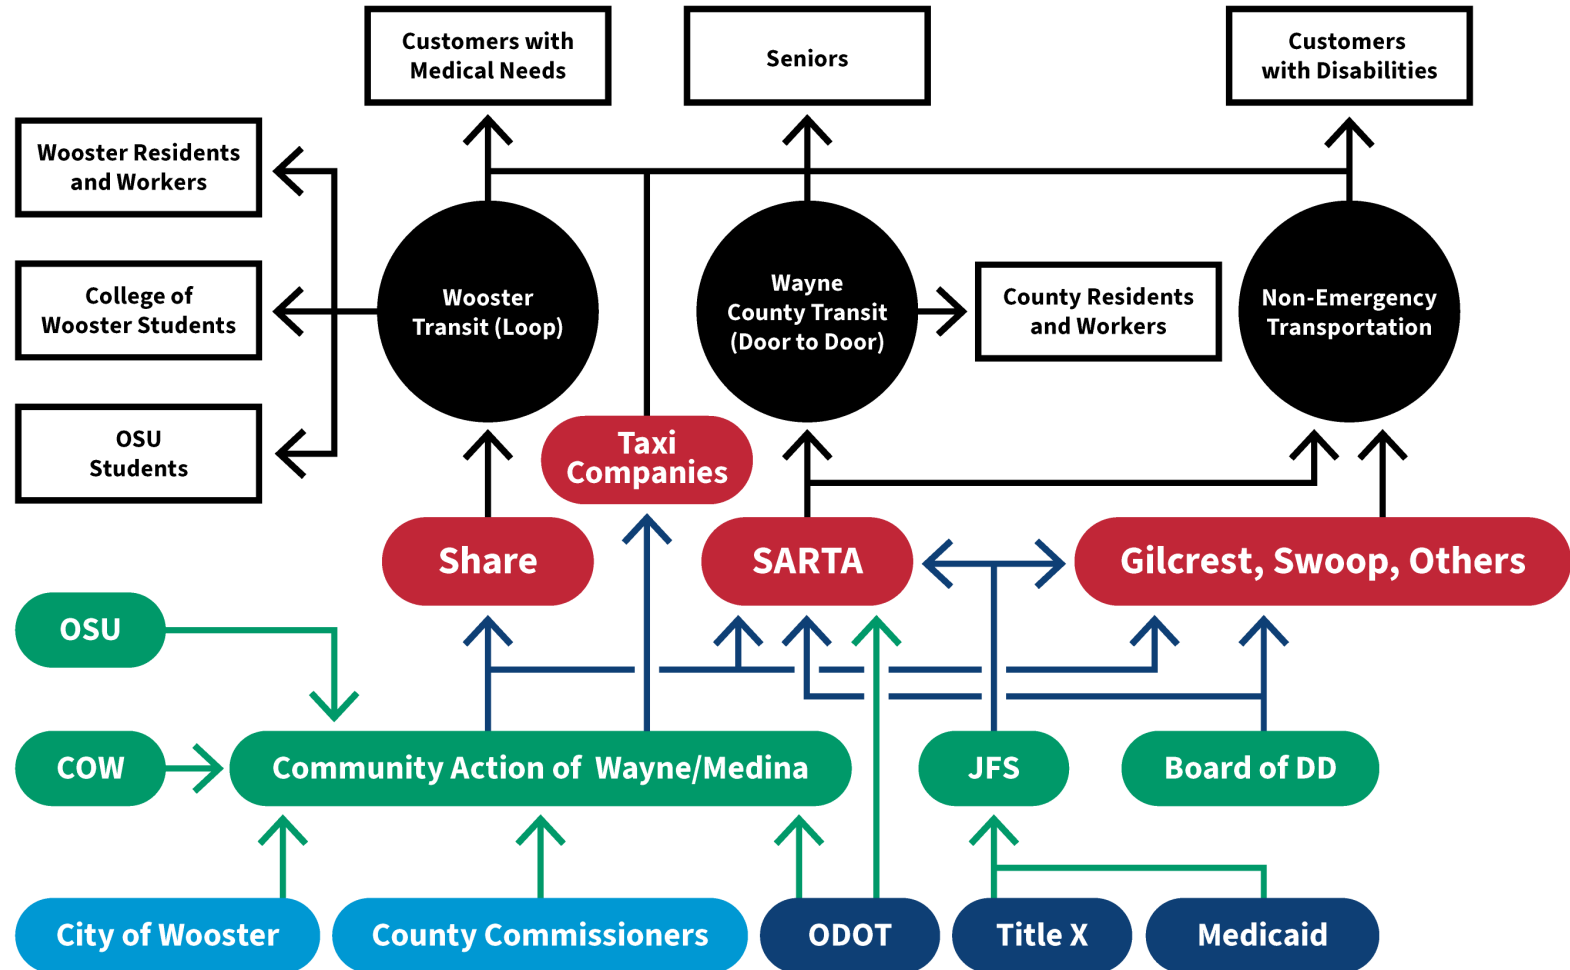 Customers with
Medical Needs
Seniors
Customers
with Disabilities
Wooster Residents
and Workers
College of
Wooster Students
OSU
Students
Wooster
Transit (Loop)
Wayne
County Transit
(Door to Door)
County Residents
and Workers
Non-Emergency
Transportation
Taxi
Companies
Share
SARTA
Gilcrest, Swoop, Others
OSU
COW
Community Action of Wayne/Medina
JFS
Board of DD
City of Wooster
County Commissioners
ODOT
Title X
Medicaid